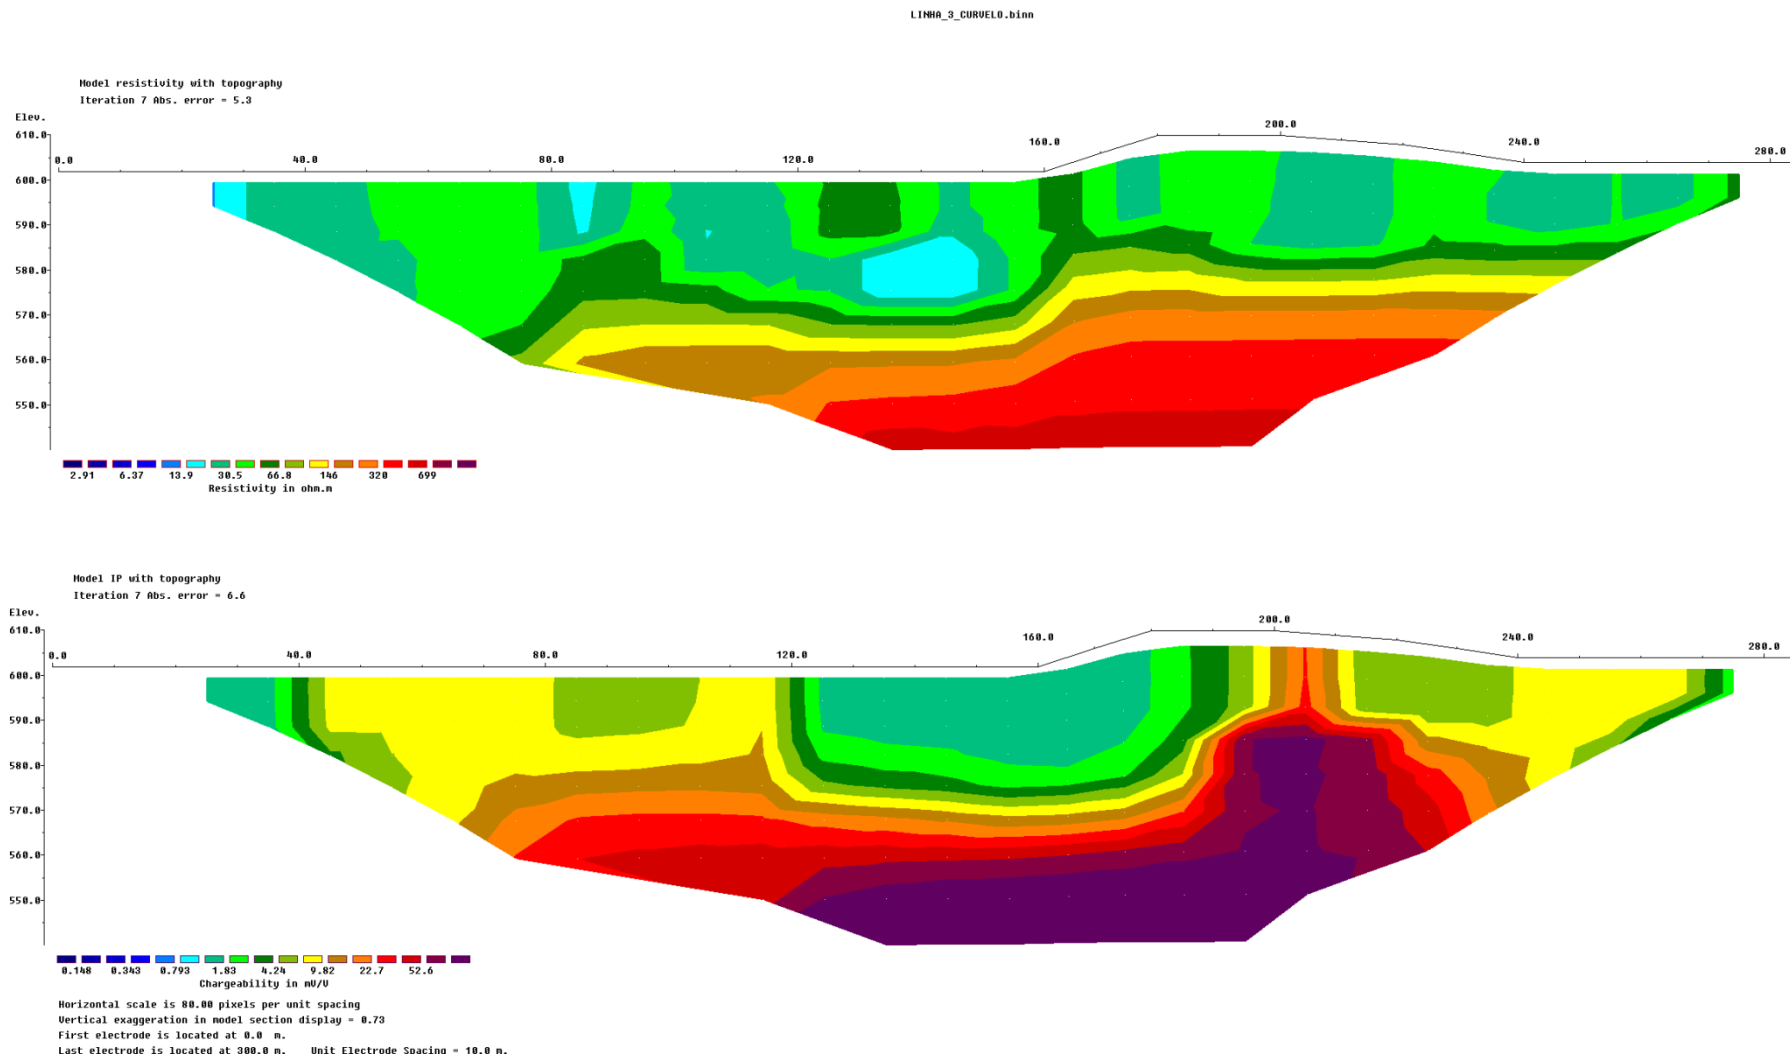 LINHA_3_CURVELO.binn
Model resistivity with topography
Iteration 7 Abs. error = 5.3
Elev.
610.0
0.0 40.0 80.0 120.0 160.0 200.0 240.0 280.0
600.0
590.0
580.0
570.0
560.0
550.0
2.91 6.37 13.9 30.5 66.8 146 320 699
Resistivity in ohm.m
Model IP with topography
Iteration 7 Abs. error = 6.6
Elev.
610.0
0.0 40.0 80.0 120.0 160.0 200.0 240.0 280.0
600.0
590.0
580.0
570.0
560.0
550.0
0.148 0.343 0.793 1.83 4.24 9.82 22.7 52.6
Chargeability in mV/V
Horizontal scale is 80.00 pixels per unit spacing
Vertical exaggeration in model section display = 0.73
First electrode is located at 0.0 m.
Last electrode is located at 300.0 m. Unit Electrode Spacing = 10.0 m.